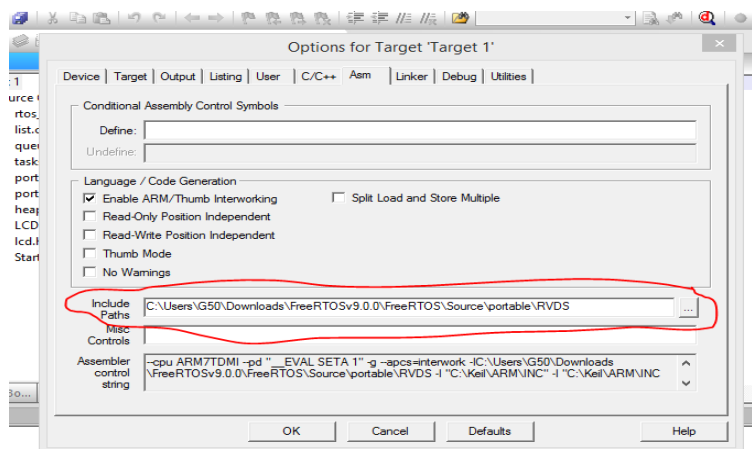 Options for Target 'Target 1'
Device Target Output Listing User C/C++ Asm Linker Debug Utilities
Conditional Assembly Control Symbols
Define:
Undefine:
Language / Code Generation
Enable ARM/Thumb Interworking Split Load and Store Multiple
Read-Only Position Independent
Read-Write Position Independent
Thumb Mode
No Warnings
Include Paths C:\Users\G50\Downloads\FreeRTOSv9.0.0\FreeRTOS\Source\portable\RVDS ...
Misc Controls
Assembler control string
--cpu ARM7TDMI --pd "__EVAL SETA 1" -g --apcs=interwork -IC:\Users\G50\Downloads
\FreeRTOSv9.0.0\FreeRTOS\Source\portable\RVDS -I "C:\Keil\ARM\INC" -I "C:\Keil\ARM\INC
OK Cancel Defaults Help
: 1
rtos_
list.c
task
port
port
heap
LCD
lcd.h
Start